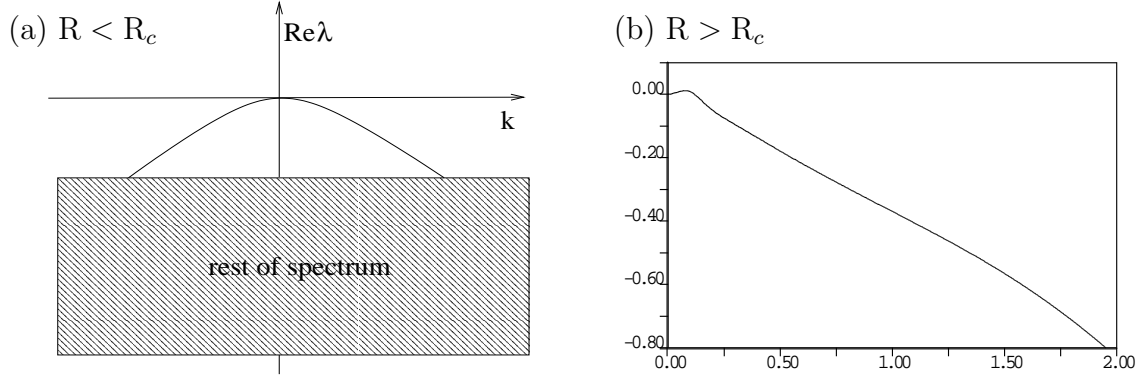 (a) R < R_c
Reλ
k
rest of spectrum
(b) R > R_c
0.00
-0.20
-0.40
-0.60
-0.80
0.00 0.50 1.00 1.50 2.00